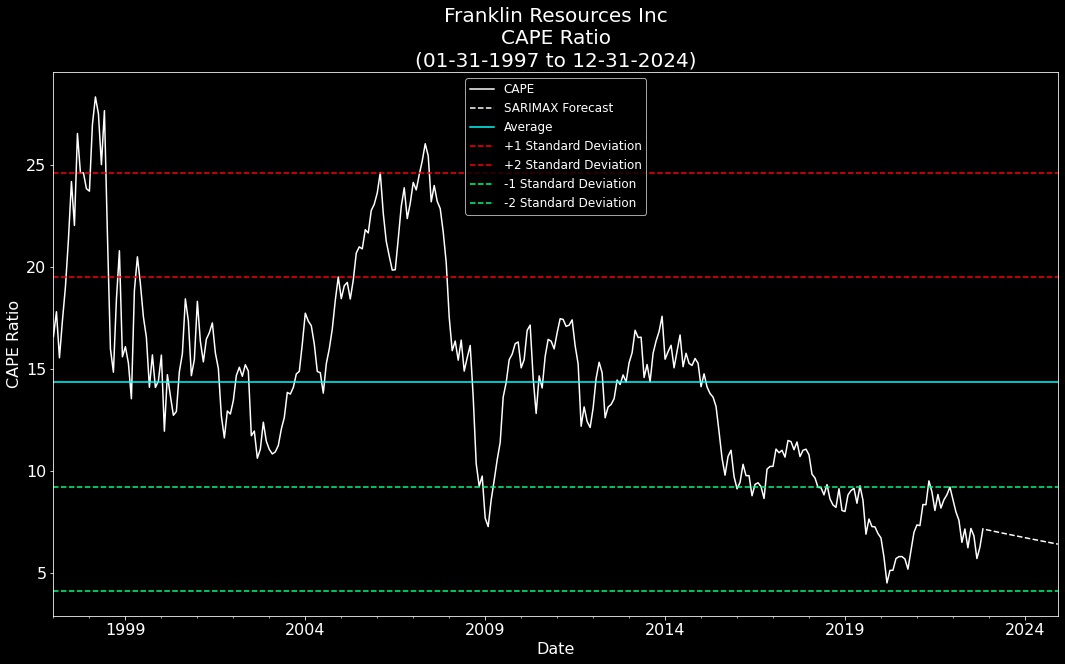 Franklin Resources Inc
CAPE Ratio
(01-31-1997 to 12-31-2024)
CAPE
SARIMAX Forecast
Average
+1 Standard Deviation
+2 Standard Deviation
-1 Standard Deviation
-2 Standard Deviation
CAPE Ratio
25
20
15
10
5
1999 2004 2009 2014 2019 2024
Date